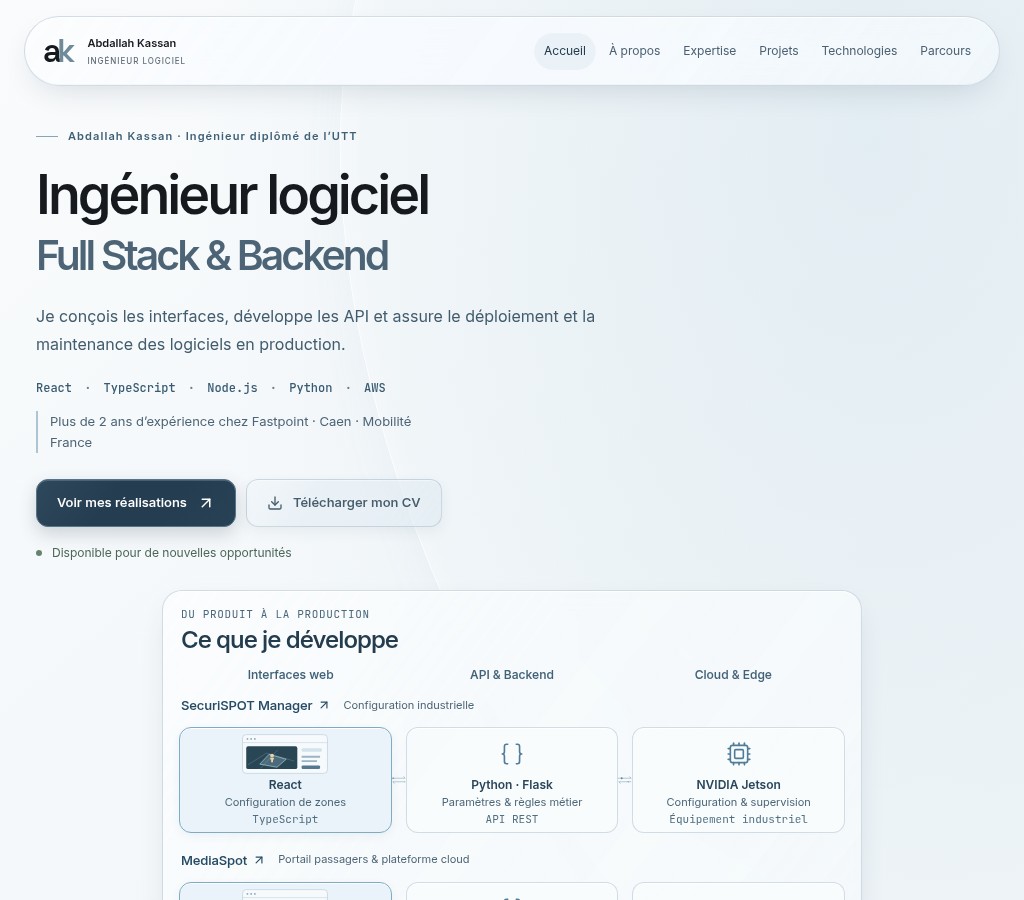 ak
Abdallah Kassan
INGÉNIEUR LOGICIEL
Accueil
À propos
Expertise
Projets
Technologies
Parcours
Abdallah Kassan · Ingénieur diplômé de l’UTT
Ingénieur logiciel
Full Stack & Backend
Je conçois les interfaces, développe les API et assure le déploiement et la
maintenance des logiciels en production.
React · TypeScript · Node.js · Python · AWS
Plus de 2 ans d’expérience chez Fastpoint · Caen · Mobilité
France
Voir mes réalisations
Télécharger mon CV
Disponible pour de nouvelles opportunités
DU PRODUIT À LA PRODUCTION
Ce que je développe
Interfaces web
API & Backend
Cloud & Edge
SecuriSPOT Manager
Configuration industrielle
React
Configuration de zones
TypeScript
{ }
Python · Flask
Paramètres & règles métier
API REST
NVIDIA Jetson
Configuration & supervision
Équipement industriel
MediaSpot
Portail passagers & plateforme cloud